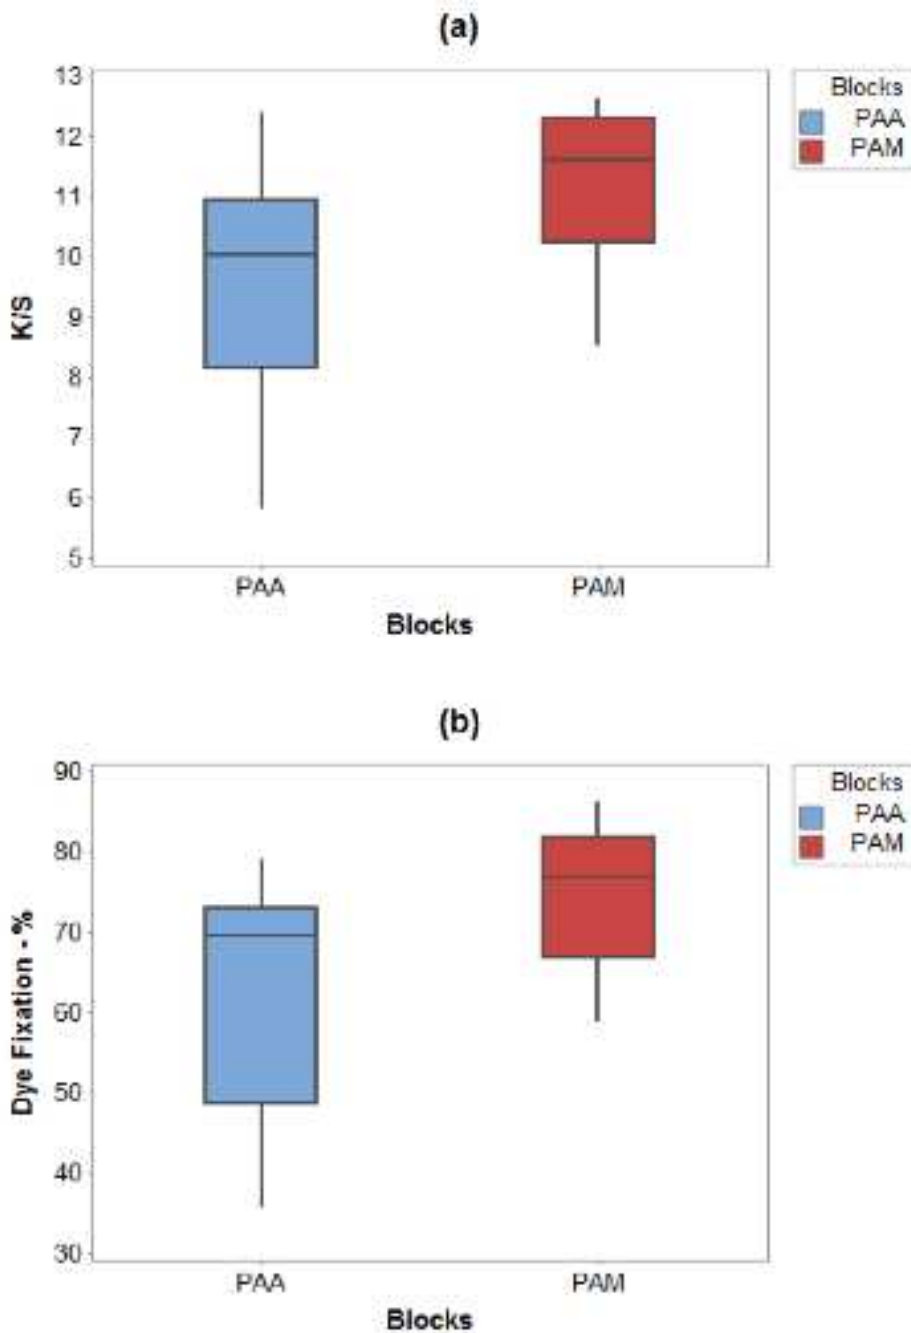 (a)
13
12
11
10
9
8
7
6
5
K/S
PAA
PAM
Blocks
Blocks
PAA
PAM
(b)
90
80
70
60
50
40
30
Dye Fixation - %
PAA
PAM
Blocks
Blocks
PAA
PAM